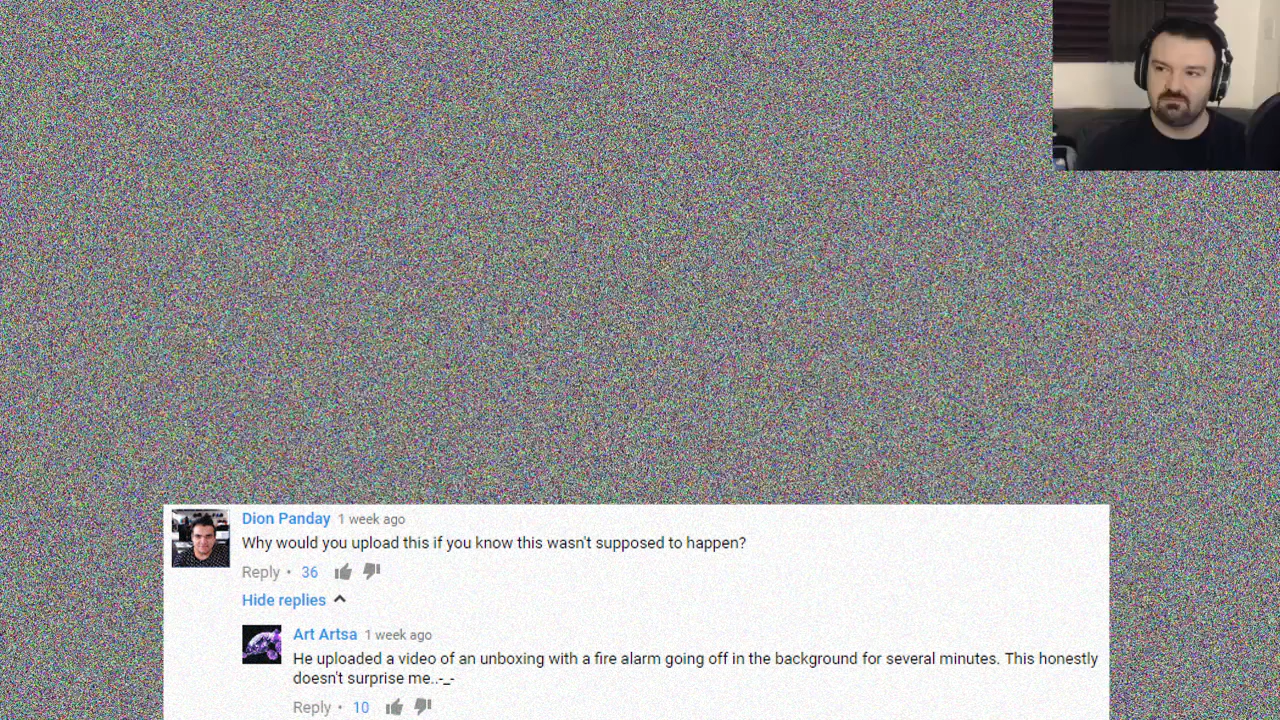 Dion Panday 1 week ago
Why would you upload this if you know this wasn't supposed to happen?
Reply • 36
Hide replies
Art Artsa 1 week ago
He uploaded a video of an unboxing with a fire alarm going off in the background for several minutes. This honestly
doesn't surprise me..-_-
Reply • 10